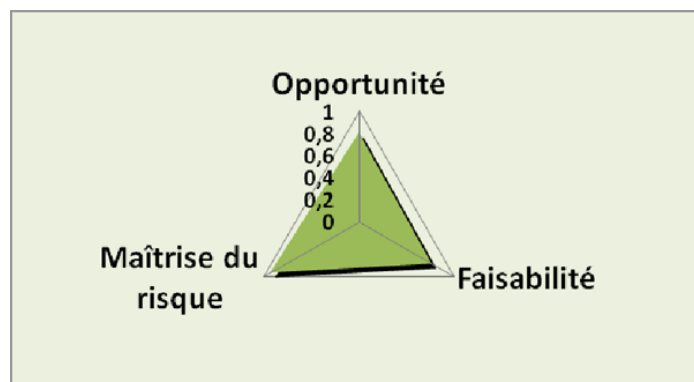 Opportunité
1
0,8
0,6
0,4
0,2
0
Maîtrise du
risque
Faisabilité